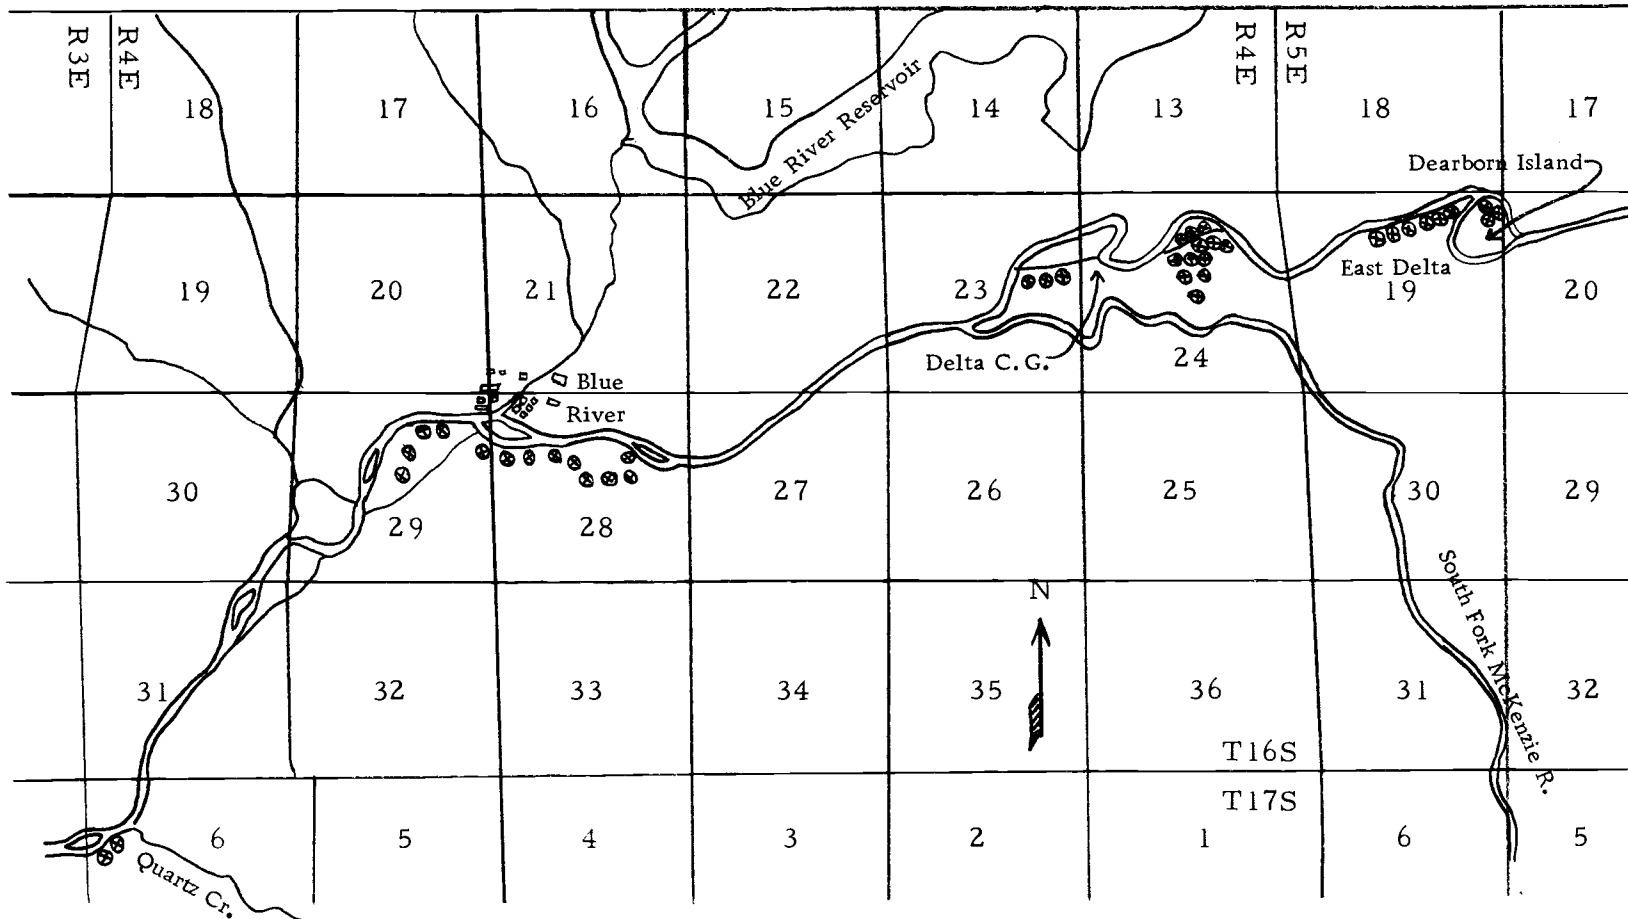 R3E
R4E
R4E
R5E
18
17
16
15
14
13
18
17
Blue River Reservoir
Dearborn Island
19
20
21
22
23
24
East Delta
19
20
Delta C.G.
Blue
River
30
29
28
27
26
25
30
29
N
South Fork McKenzie R.
31
32
33
34
35
36
31
32
T16S
T17S
6
5
4
3
2
1
6
5
Quartz Cr.